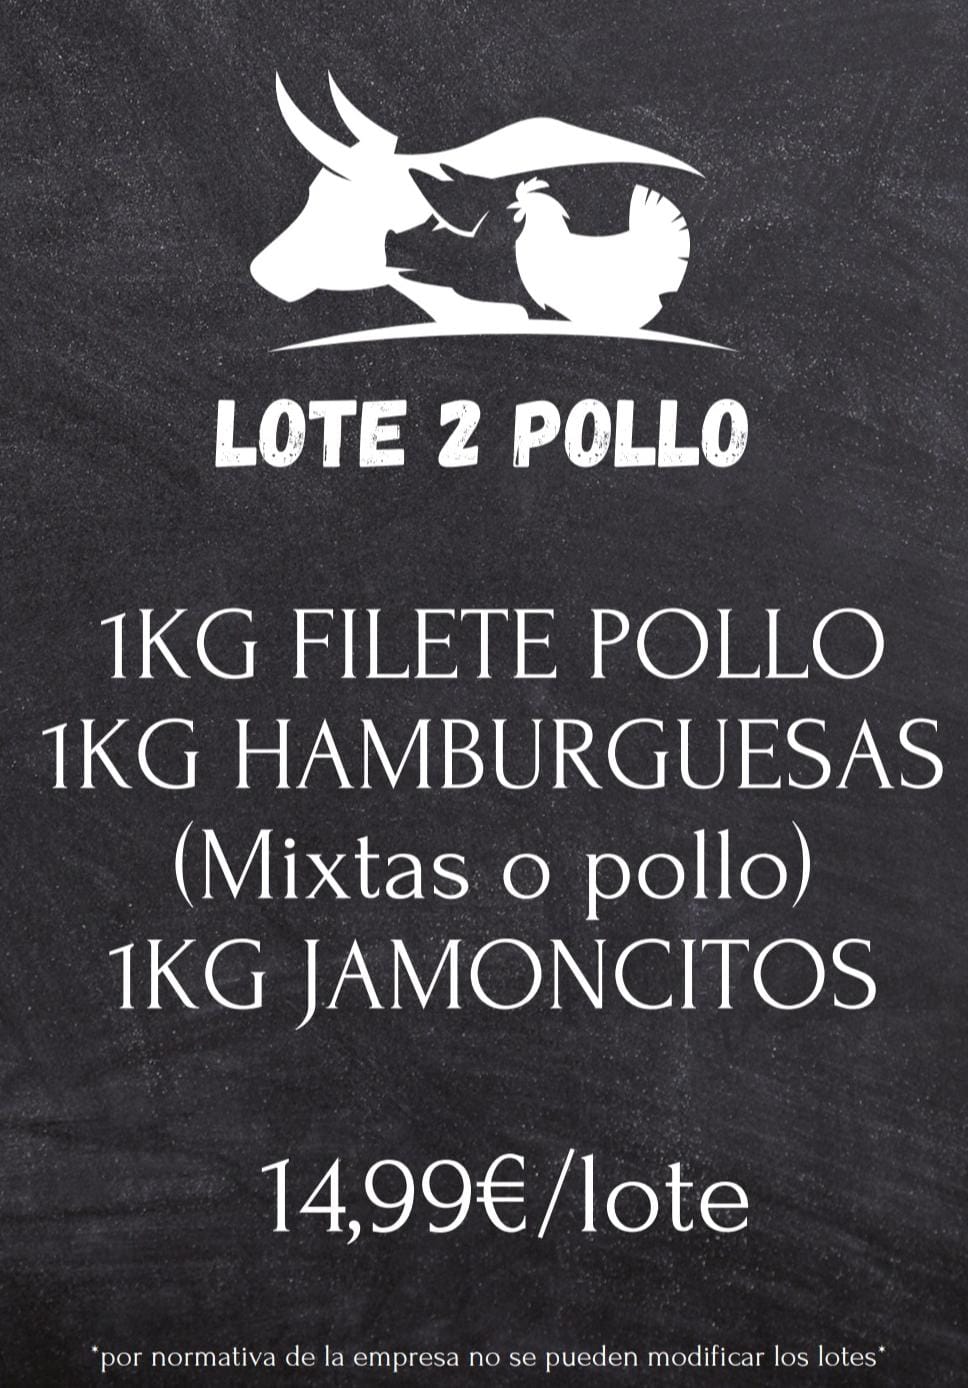 LOTE 2 POLLO
1KG FILETE POLLO
1KG HAMBURGUESAS
(Mixtas o pollo)
1KG JAMONCITOS
14,99€/lote
*por normativa de la empresa no se pueden modificar los lotes*